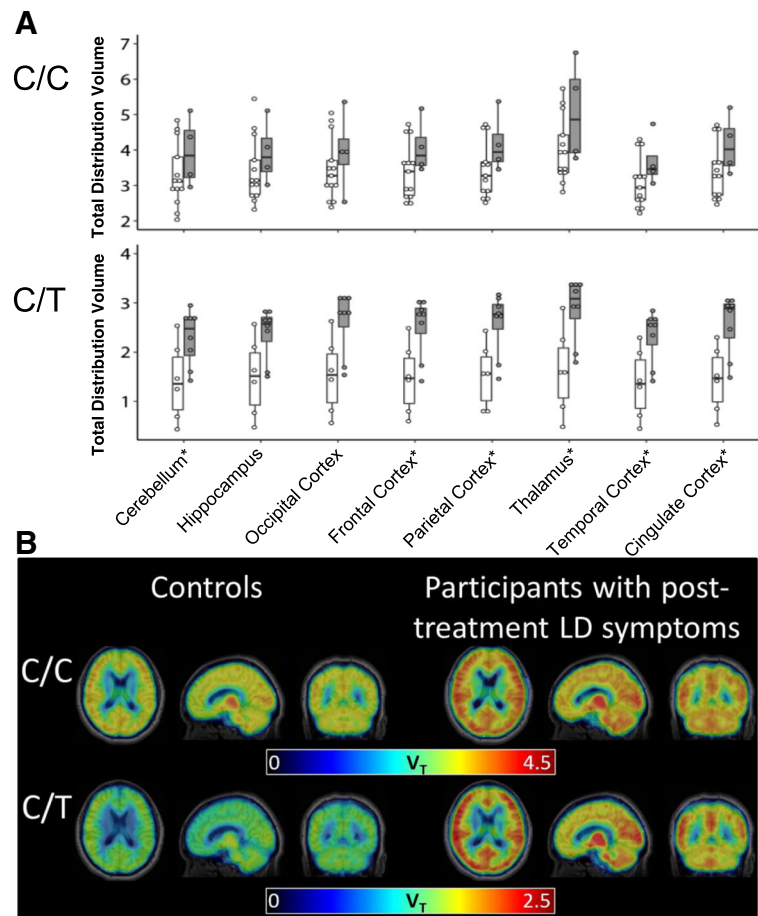 A
C/C
Total Distribution Volume
7
6
5
4
3
2
C/T
Total Distribution Volume
4
3
2
1
Cerebellum*
Hippocampus
Occipital Cortex
Frontal Cortex*
Parietal Cortex*
Thalamus*
Temporal Cortex*
Cingulate Cortex*
B
Controls
Participants with post-
treatment LD symptoms
C/C
0 VT 4.5
C/T
0 VT 2.5